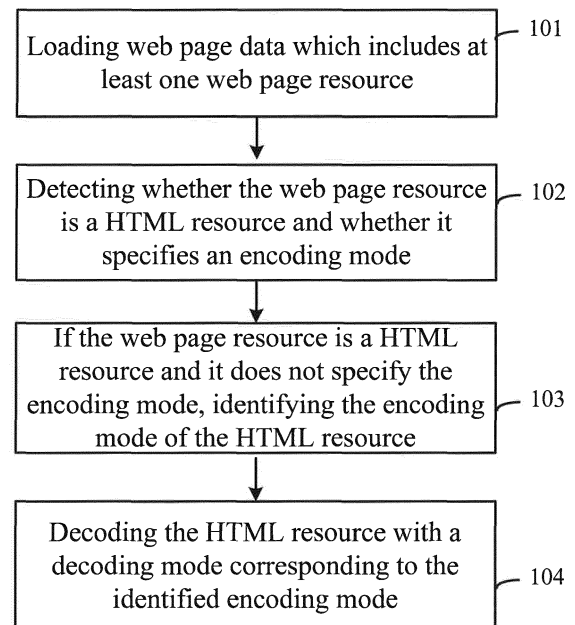 Loading web page data which includes at
least one web page resource
101
Detecting whether the web page resource
is a HTML resource and whether it
specifies an encoding mode
102
If the web page resource is a HTML
resource and it does not specify the
encoding mode, identifying the encoding
mode of the HTML resource
103
Decoding the HTML resource with a
decoding mode corresponding to the
identified encoding mode
104